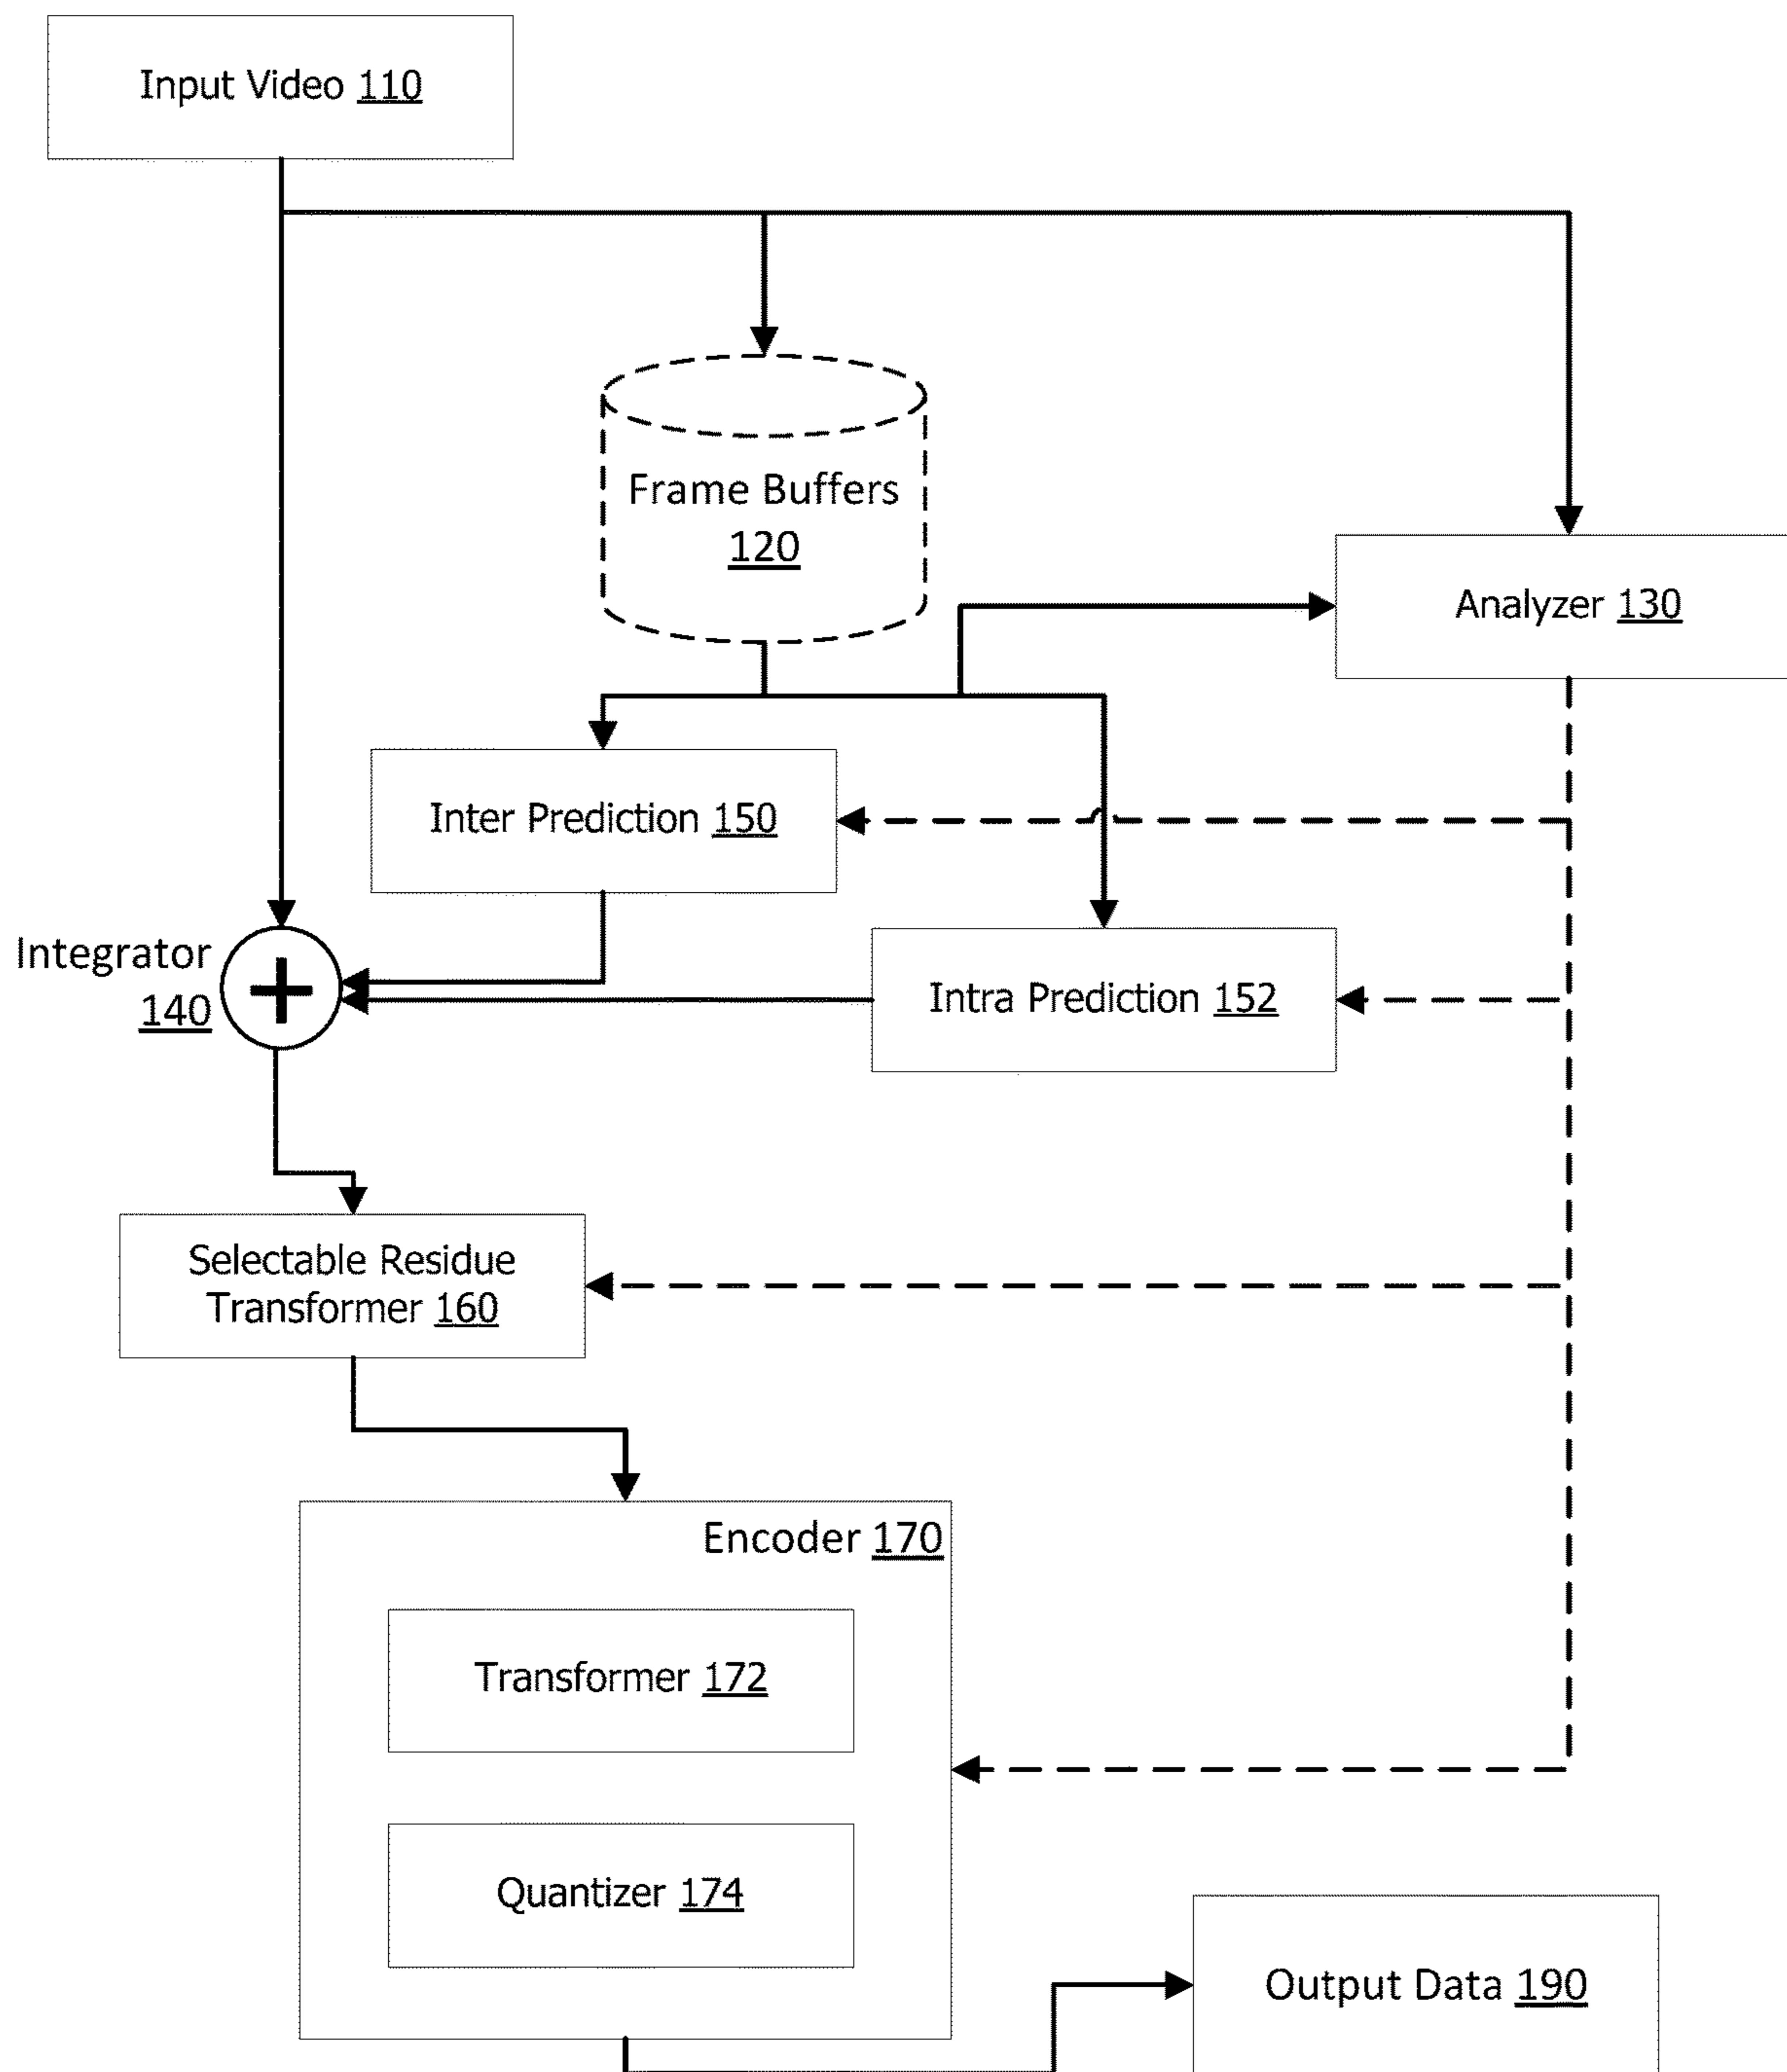 Input Video 110
Frame Buffers
120
Analyzer 130
Inter Prediction 150
Integrator
140
Intra Prediction 152
Selectable Residue
Transformer 160
Encoder 170
Transformer 172
Quantizer 174
Output Data 190